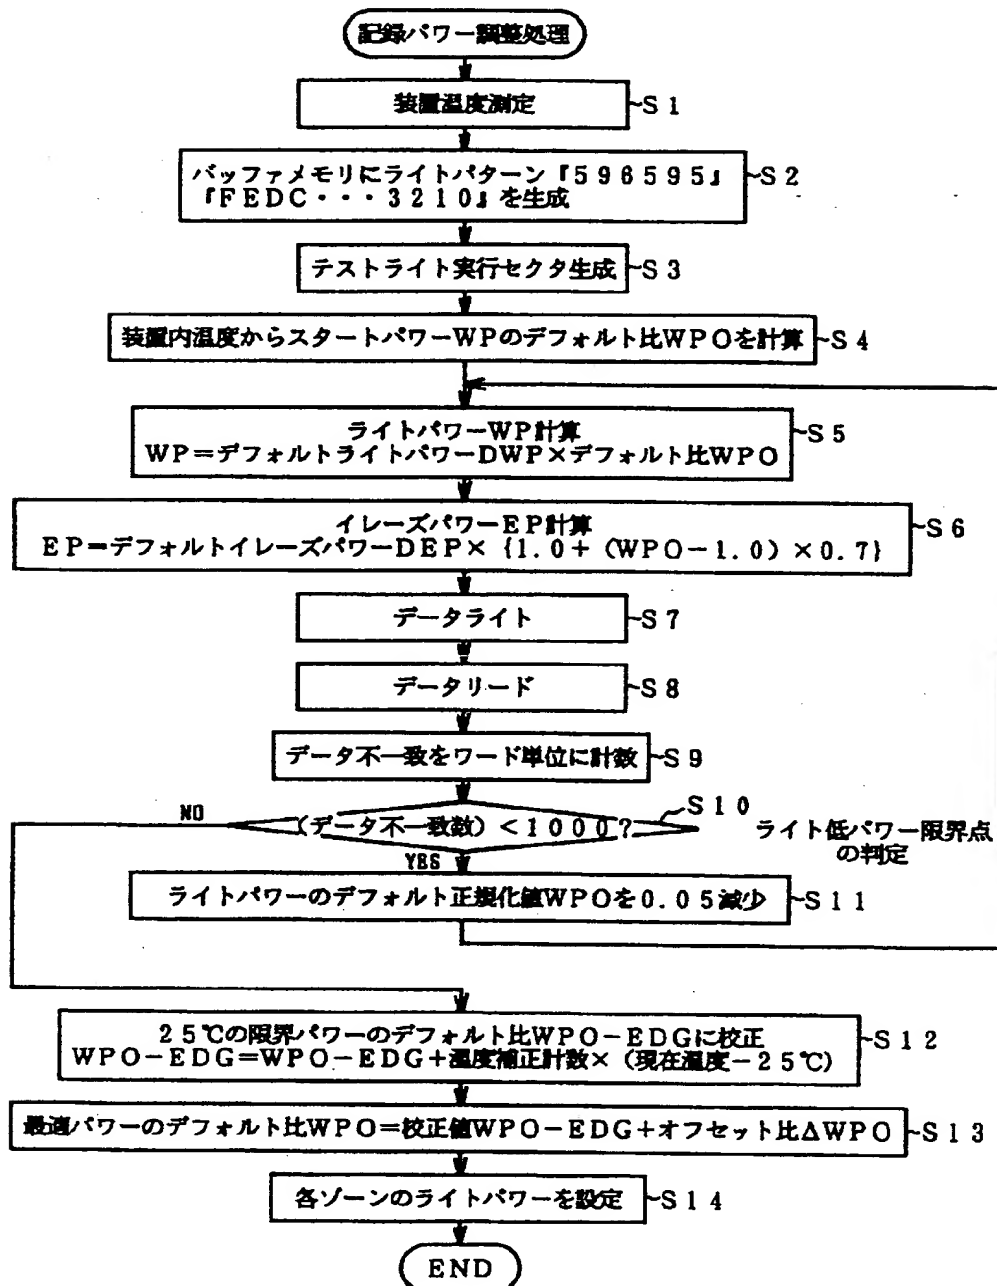 記録パワー調整処理
装置温度測定
S1
バッファメモリにライトパターン『596595』
『FEDC・・・3210』を生成
S2
テストライト実行セクタ生成
S3
装置内温度からスタートパワーWPのデフォルト比WPOを計算
S4
ライトパワーWP計算
WP=デフォルトライトパワーDWP×デフォルト比WPO
S5
イレーズパワーEP計算
EP=デフォルトイレーズパワーDEP×{1.0+(WPO-1.0)×0.7}
S6
データライト
S7
データリード
S8
データ不一致をワード単位に計数
S9
NO
(データ不一致数)<1000?
S10
ライト低パワー限界点
の判定
YES
ライトパワーのデフォルト正規化値WPOを0.05減少
S11
25℃の限界パワーのデフォルト比WPO-EDGに校正
WPO-EDG=WPO-EDG+温度補正計数×(現在温度-25℃)
S12
最適パワーのデフォルト比WPO=校正値WPO-EDG+オフセット比ΔWPO
S13
各ゾーンのライトパワーを設定
S14
END